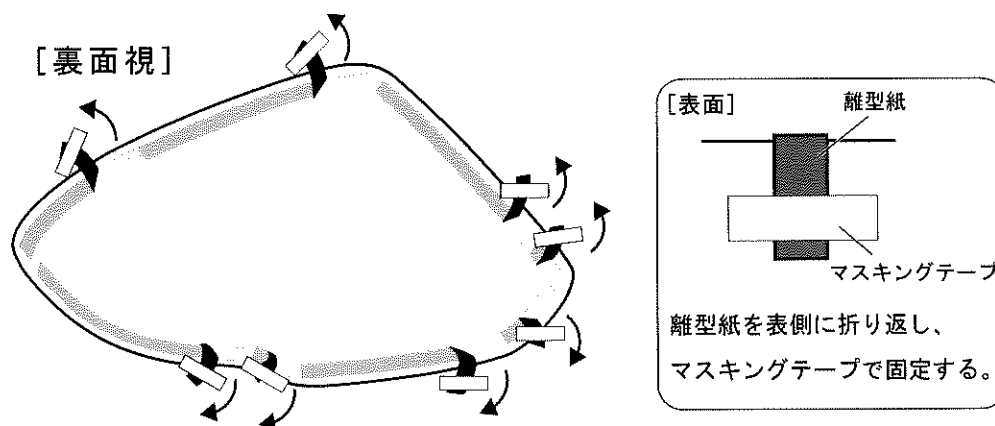 [裏面視]
[表面]
離型紙
マスキングテープ
離型紙を表側に折り返し、
マスキングテープで固定する。